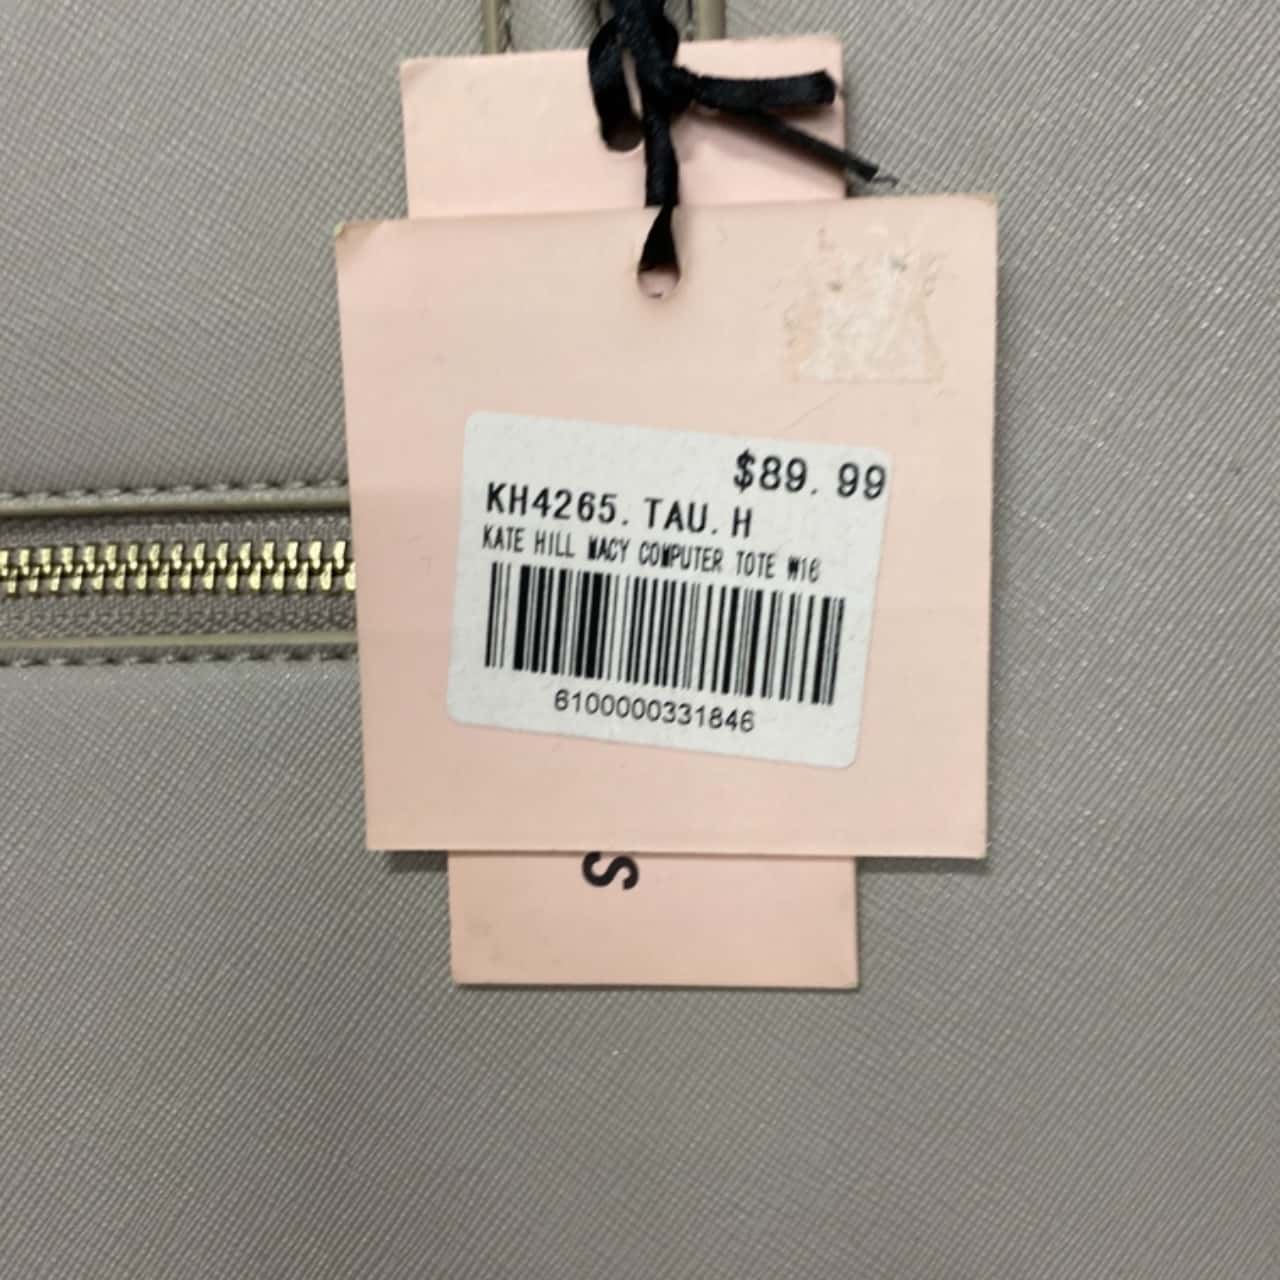 $89.99
KH4265.TAU.H
KATE HILL MACY COMPUTER TOTE W16
6100000331846
S